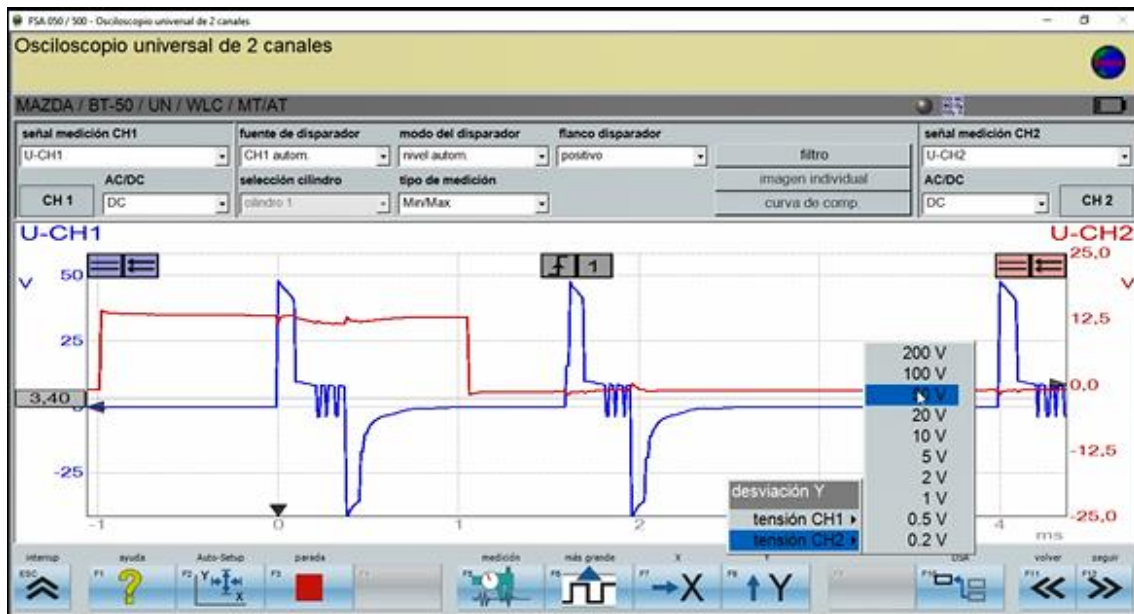 FSA 050 / 500 - Osciloscopio universal de 2 canales
Osciloscopio universal de 2 canales
MAZDA / BT-50 / UN / WLC / MT/AT
señal medición CH1 fuente de disparador modo del disparador flanco disparador señal medición CH2
U-CH1 CH1 autom. nivel autom. positivo filtro U-CH2
AC/DC selección cilindro tipo de medición imagen individual AC/DC
CH 1 DC cilindro 1 Min/Max curva de comp. DC CH 2
U-CH1 U-CH2
50 1 25,0
V V
25 12,5
200 V
100 V
3,40 0 0,0
20 V
10 V
-25 -12,5
5 V
2 V
desviación Y 1 V
tensión CH1 0.5 V
tensión CH2 0.2 V
-1 0 1 2 4 -25,0
ms
interrup ayuda Auto-Setup parada medición más grande X Y DSA volver seguir
ESC F1 F2 Y X F3 F4 F5 F6 F7 X F8 Y F10 F11 F12